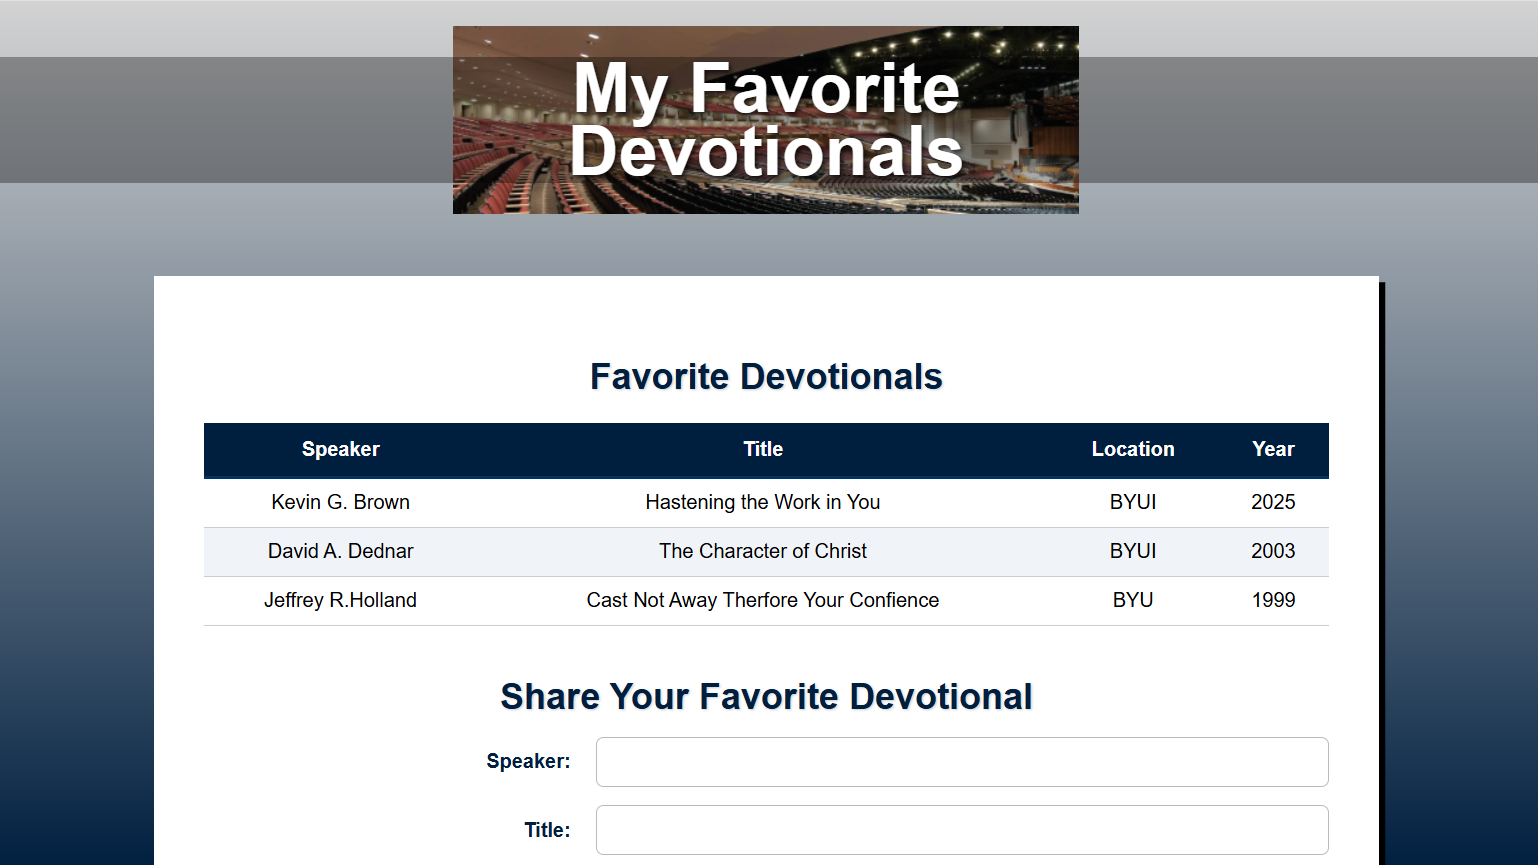 My Favorite
Devotionals
Favorite Devotionals
Speaker Title Location Year
Kevin G. Brown Hastening the Work in You BYUI 2025
David A. Dednar The Character of Christ BYUI 2003
Jeffrey R.Holland Cast Not Away Therfore Your Confience BYU 1999
Share Your Favorite Devotional
Speaker:
Title: